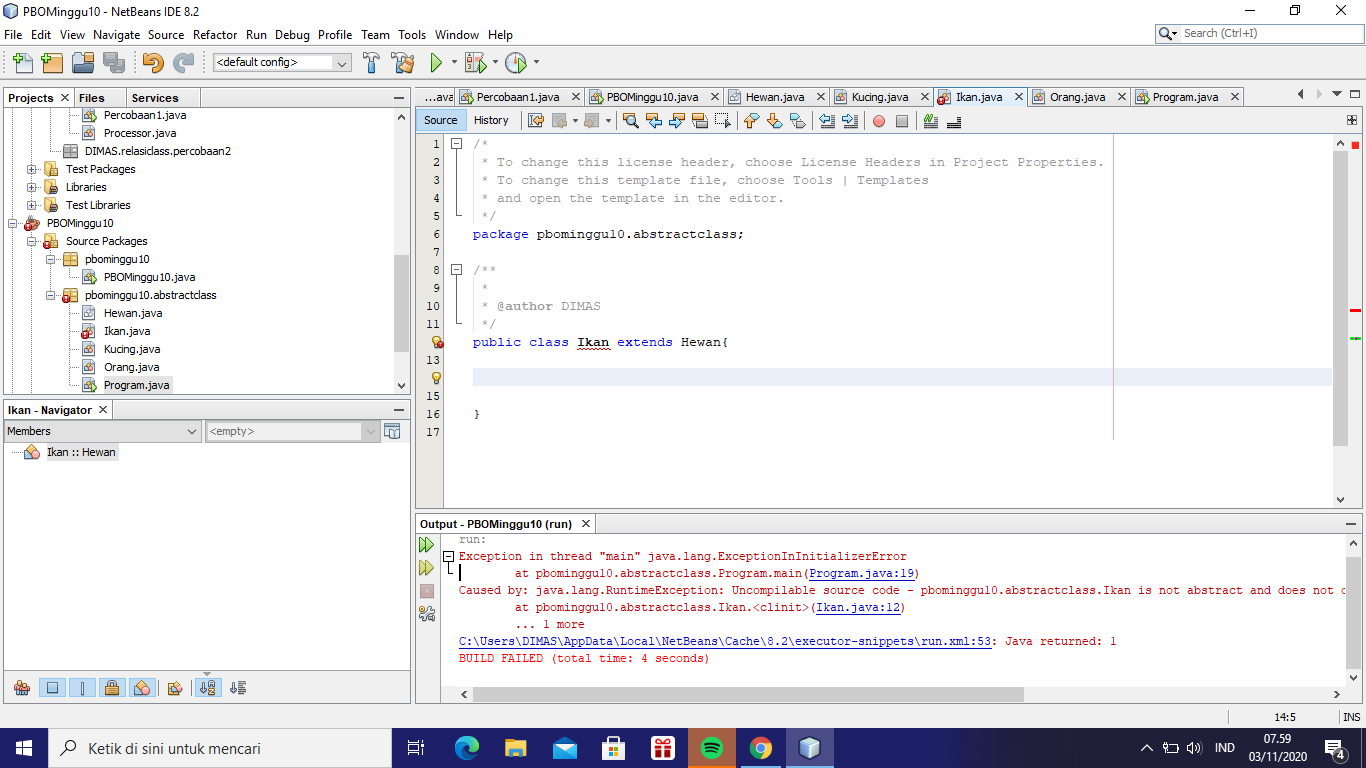 PBOMinggu10 - NetBeans IDE 8.2
File Edit View Navigate Source Refactor Run Debug Profile Team Tools Window Help
Search (Ctrl+I)
<default config>
Projects Files Services
Percobaan1.java
Processor.java
DIMAS.relasiclass.percobaan2
Test Packages
Libraries
Test Libraries
PBOMinggu10
Source Packages
pbominggu10
PBOMinggu10.java
pbominggu10.abstractclass
Hewan.java
Ikan.java
Kucing.java
Orang.java
Program.java
Ikan - Navigator
Members <empty>
Ikan :: Hewan
...ava Percobaan1.java PBOMinggu10.java Hewan.java Kucing.java Ikan.java Orang.java Program.java
Source History
1 /*
2 * To change this license header, choose License Headers in Project Properties.
3 * To change this template file, choose Tools | Templates
4 * and open the template in the editor.
5 */
6 package pbominggu10.abstractclass;
7
8 /**
9 *
10 * @author DIMAS
11 */
public class Ikan extends Hewan{
13
15
16 }
17
Output - PBOMinggu10 (run)
run:
Exception in thread "main" java.lang.ExceptionInInitializerError
at pbominggu10.abstractclass.Program.main(Program.java:19)
Caused by: java.lang.RuntimeException: Uncompilable source code - pbominggu10.abstractclass.Ikan is not abstract and does not
at pbominggu10.abstractclass.Ikan.<clinit>(Ikan.java:12)
... 1 more
C:\Users\DIMAS\AppData\Local\NetBeans\Cache\8.2\executor-snippets\run.xml:53: Java returned: 1
BUILD FAILED (total time: 4 seconds)
14:5 INS
Ketik di sini untuk mencari
IND
07.59
03/11/2020
4